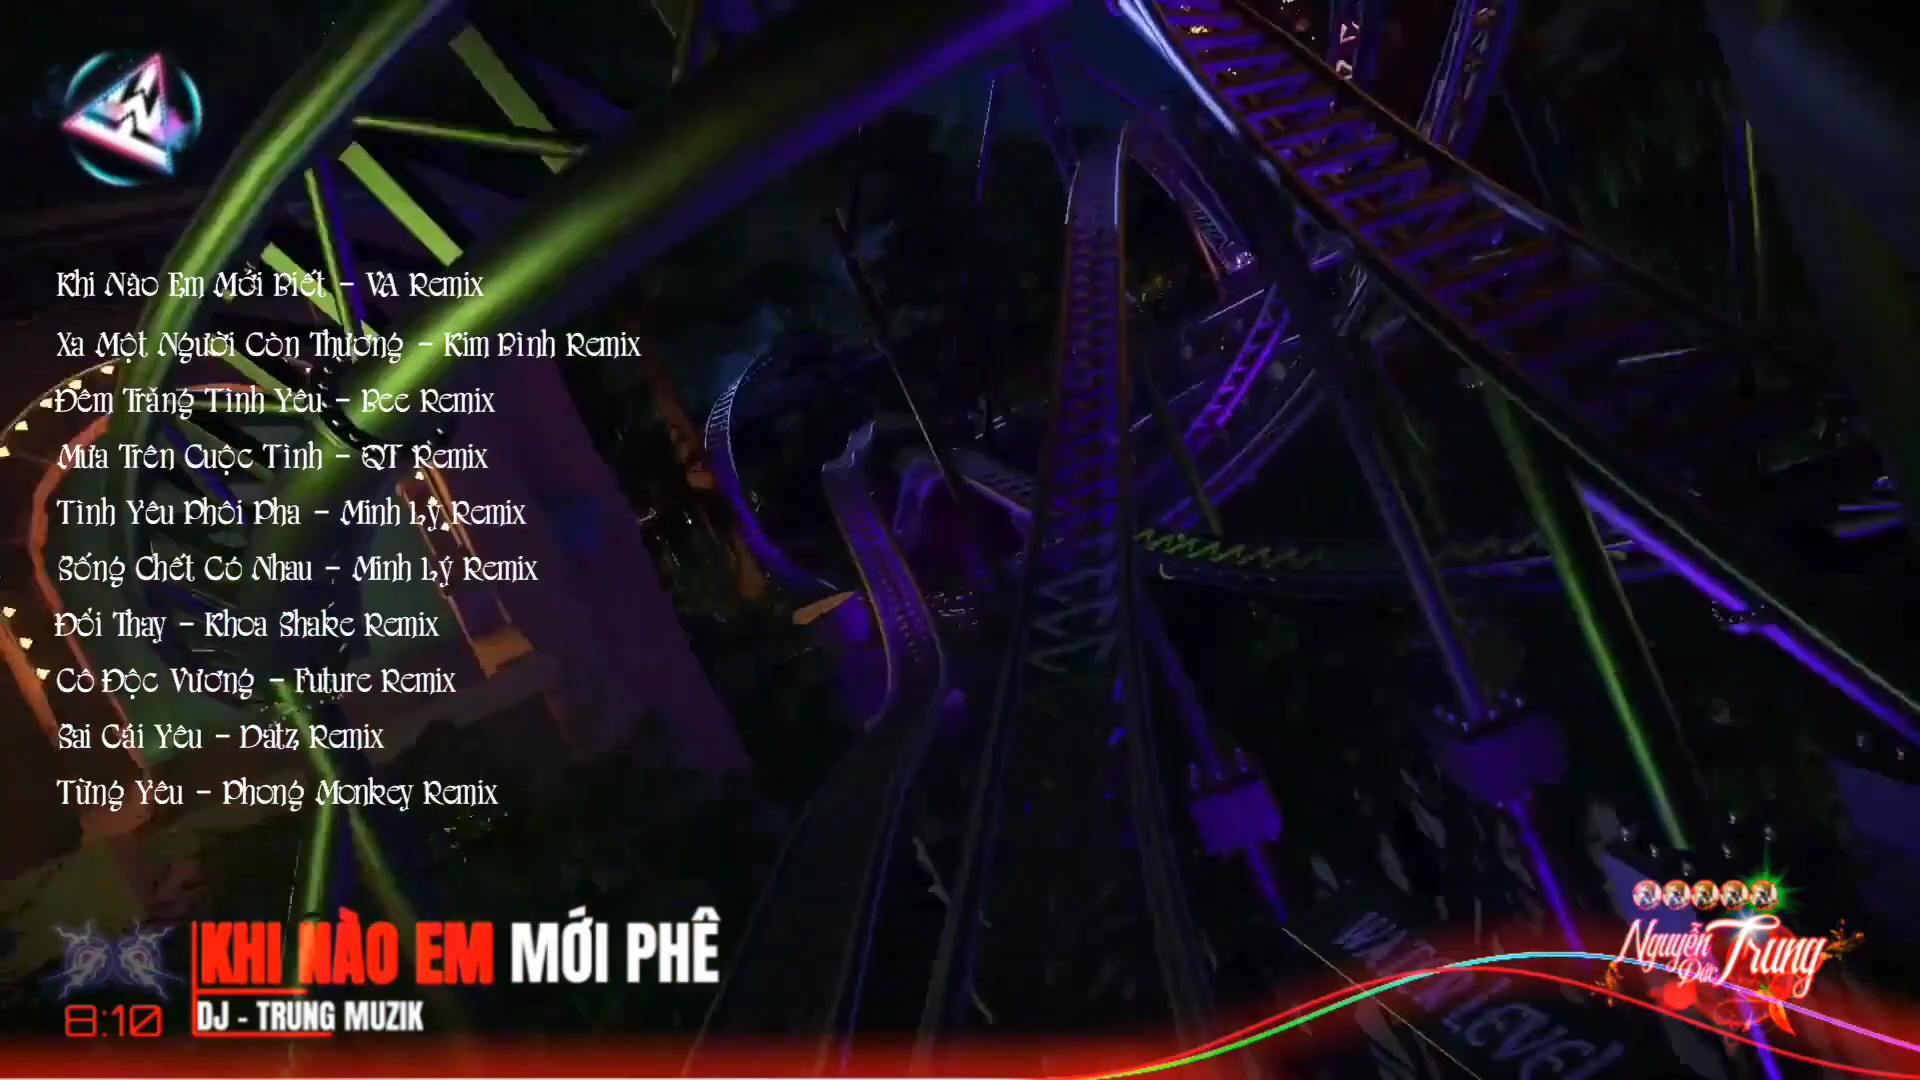 Khi Nào Em Mới Biết - VA Remix
Xa Một Người Còn Thương - Kim Bình Remix
Đêm Trắng Tình Yêu - Bee Remix
Mưa Trên Cuộc Tình - QT Remix
Tình Yêu Phôi Pha - Minh Lý Remix
Sống Chết Có Nhau - Minh Lý Remix
Đổi Thay - Khoa Shake Remix
Cô Độc Vương - Future Remix
Sai Cái Yêu - Datz Remix
Từng Yêu - Phong Monkey Remix
KHI NÀO EM MỚI PHÊ
DJ - TRUNG MUZIK
8:10
Nguyễn Đức Trung